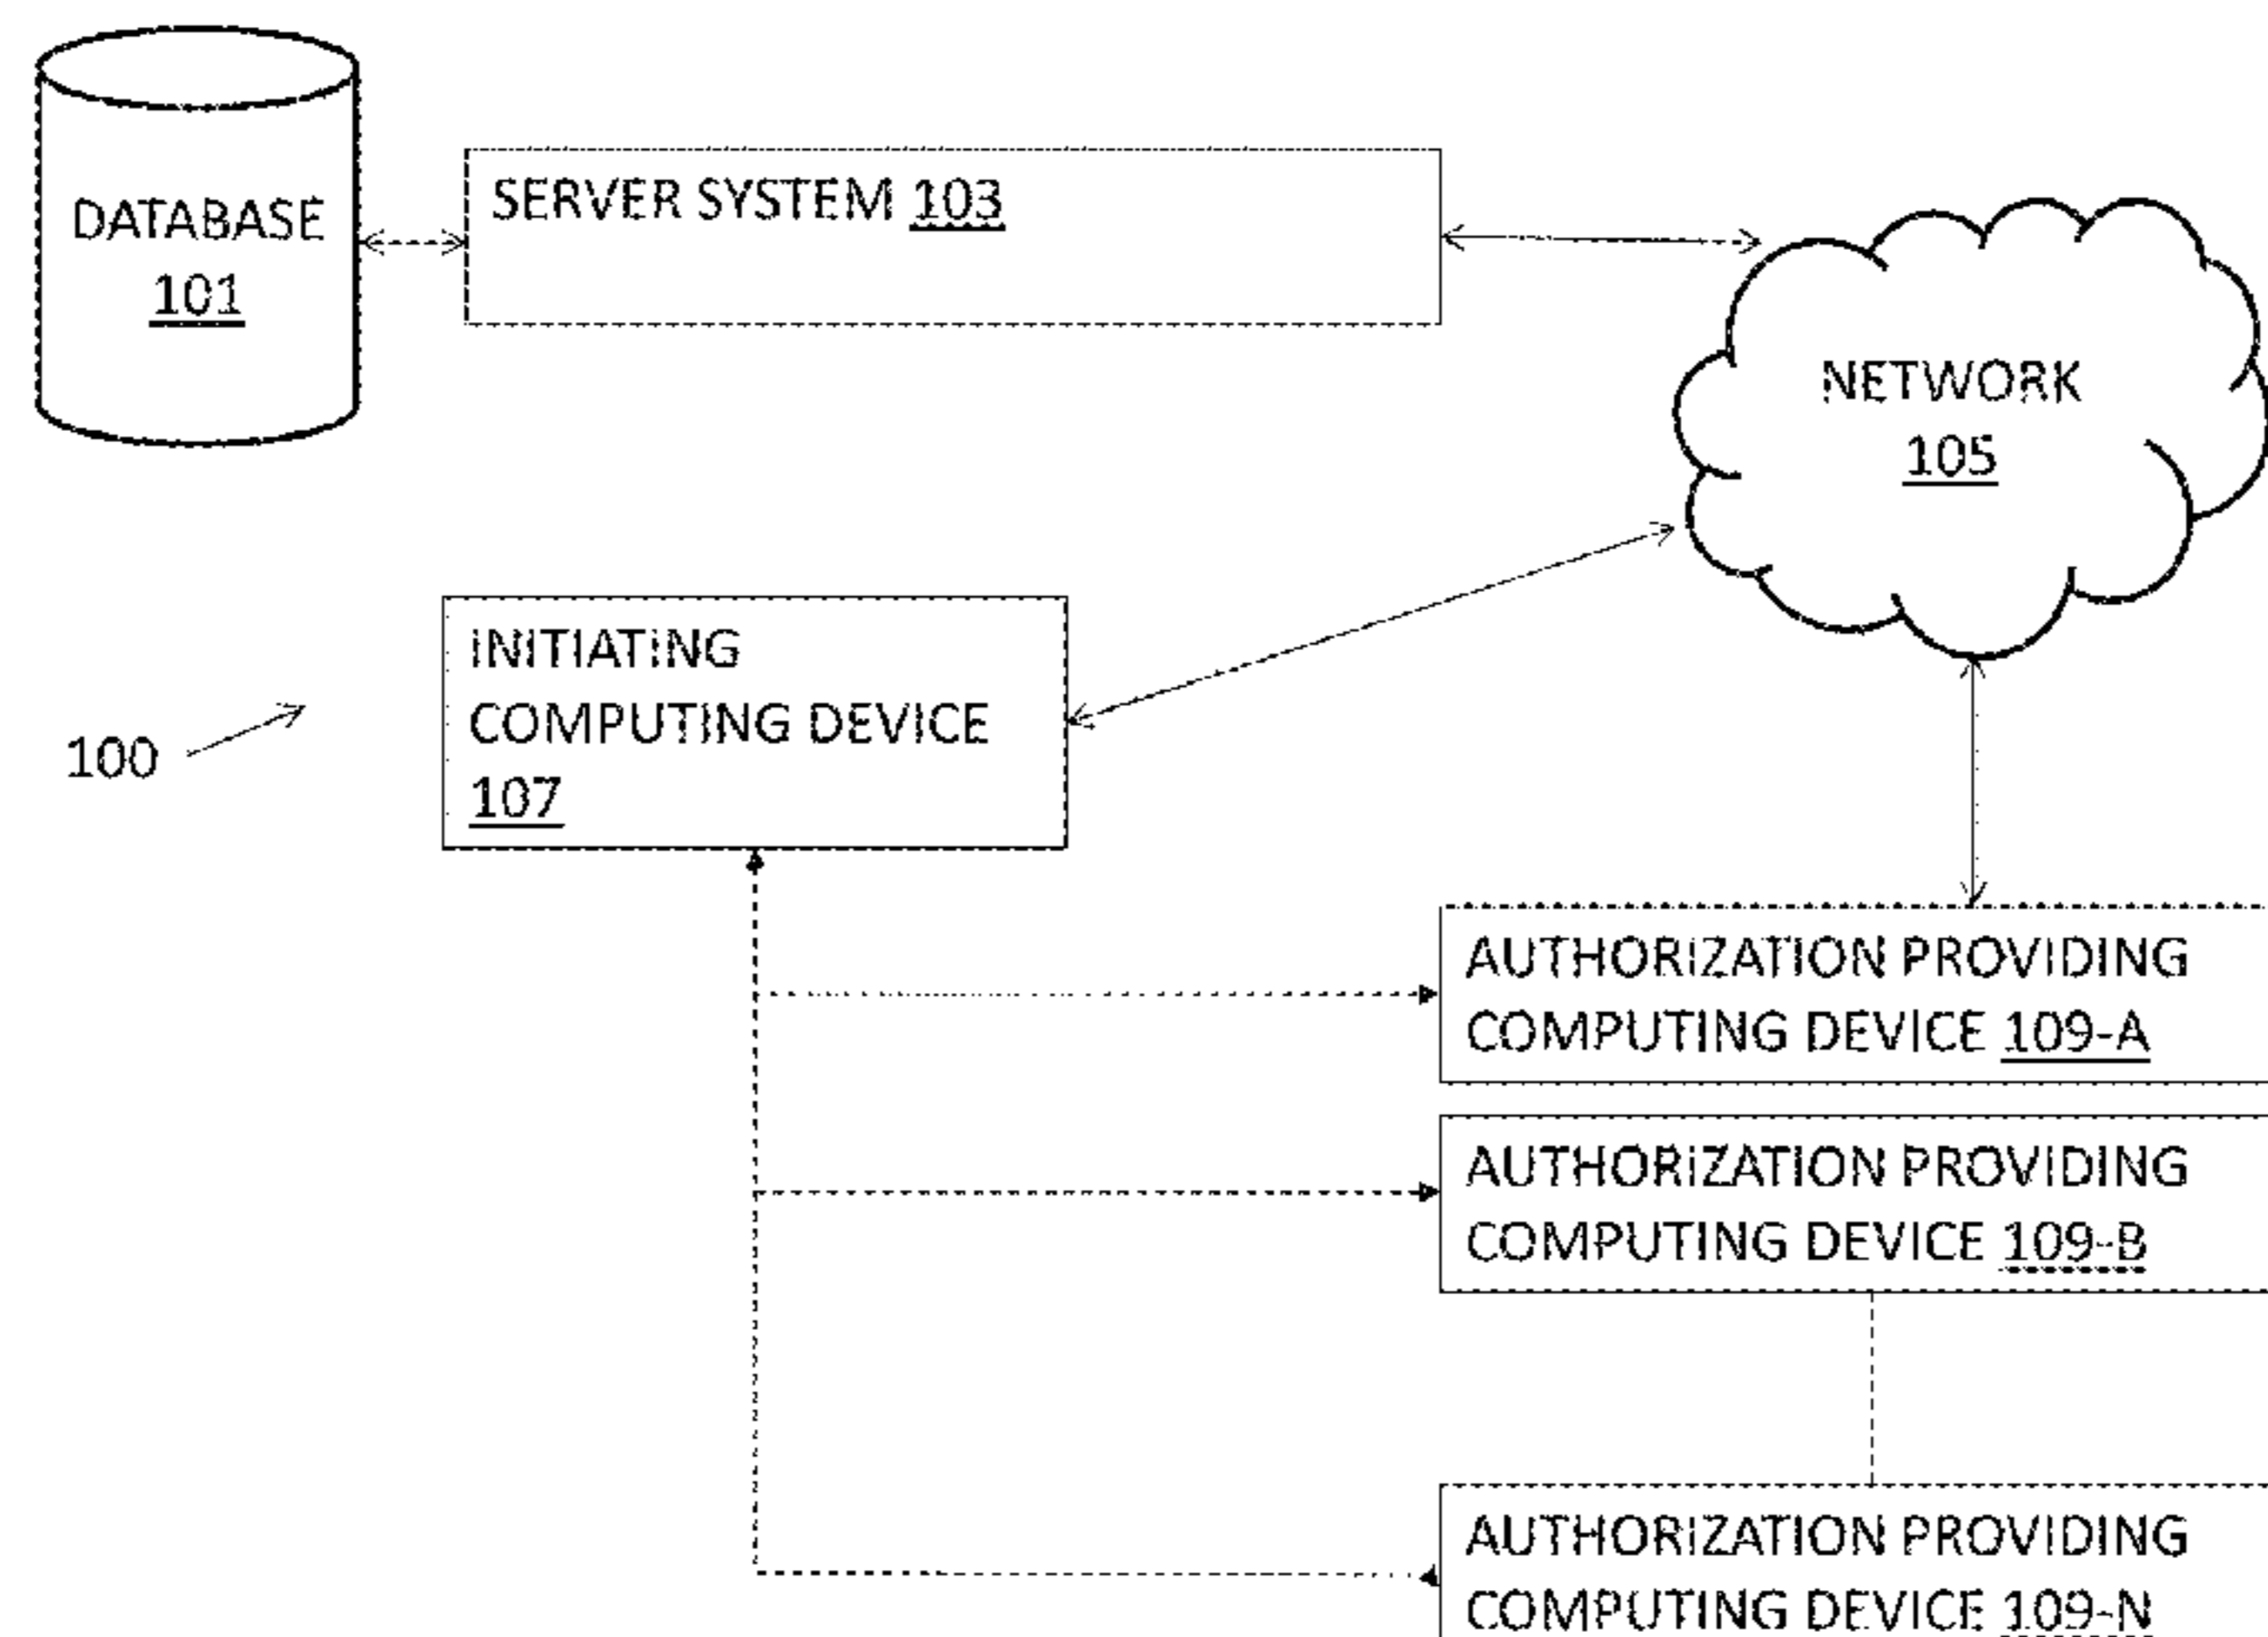 DATABASE
101
SERVER SYSTEM 103
NETWORK
105
INITIATING
COMPUTING DEVICE
107
100
AUTHORIZATION PROVIDING
COMPUTING DEVICE 109-A
AUTHORIZATION PROVIDING
COMPUTING DEVICE 109-B
AUTHORIZATION PROVIDING
COMPUTING DEVICE 109-N